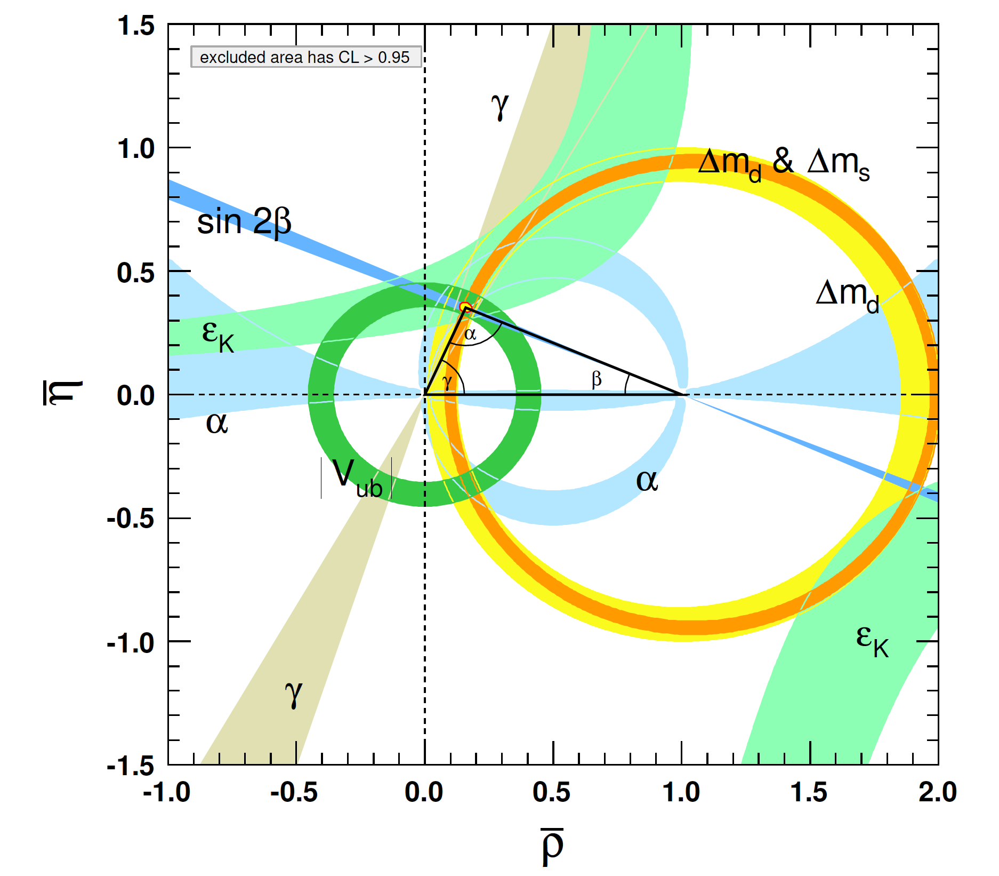 1.5
excluded area has CL > 0.95
γ
1.0
Δm_d & Δm_s
sin 2β
0.5
Δm_d
ε_K
α
γ
β
η̅
0.0
α
α
|V_ub|
-0.5
ε_K
-1.0
γ
-1.5
-1.0 -0.5 0.0 0.5 1.0 1.5 2.0
ρ̅